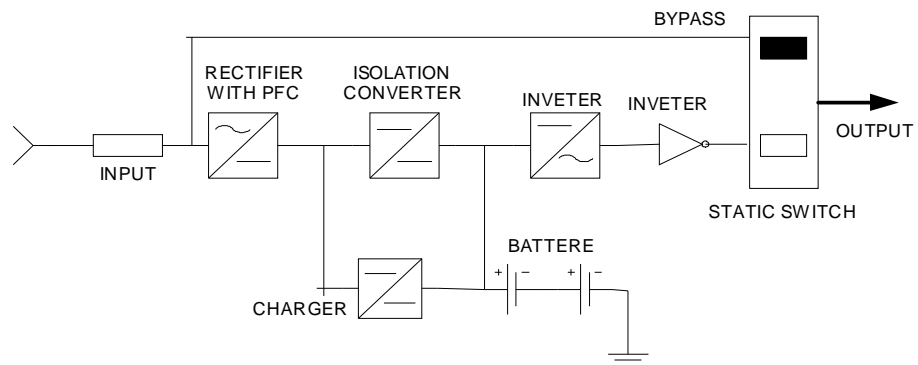 BYPASS
RECTIFIER
WITH PFC
ISOLATION
CONVERTER
INVETER
INVETER
INPUT
OUTPUT
STATIC SWITCH
BATTERE
+ − + −
CHARGER